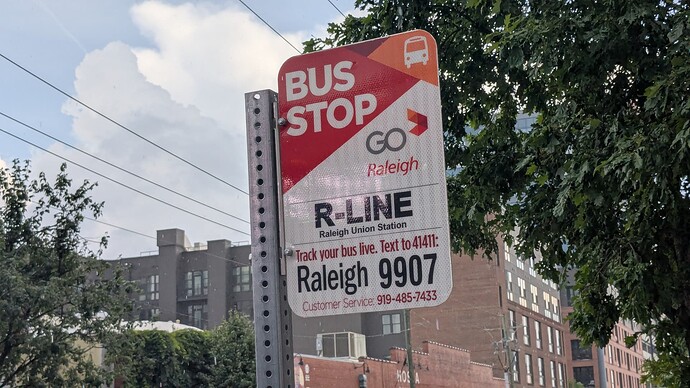 BUS
STOP
GO
Raleigh
R-LINE
Raleigh Union Station
Track your bus live. Text to 41411:
Raleigh 9907
Customer Service: 919-485-7433